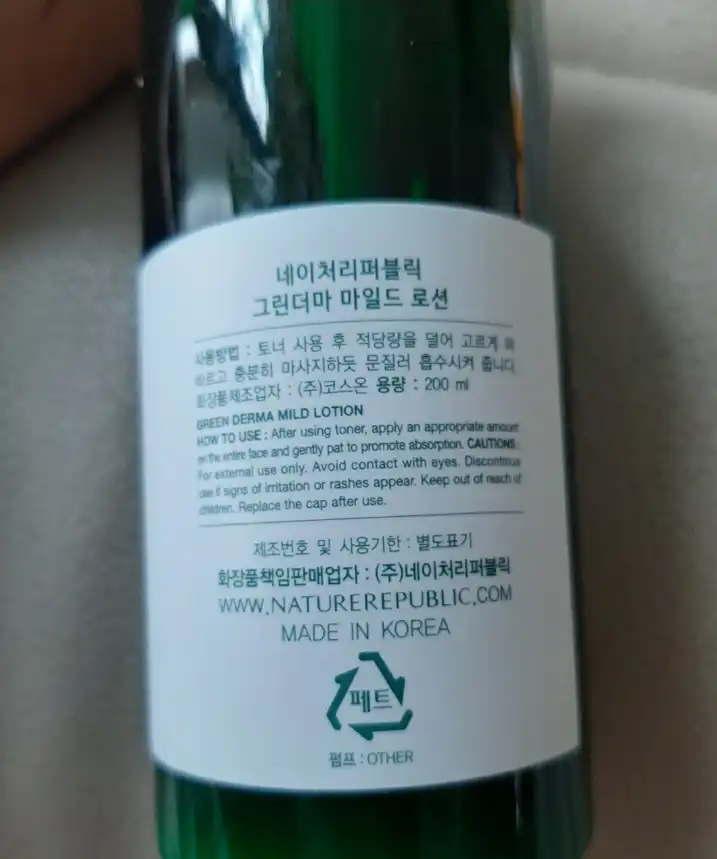 네이처리퍼블릭
그린더마 마일드 로션
사용방법 : 토너 사용 후 적당량을 덜어 고르게 펴
바르고 충분히 마사지하듯 문질러 흡수시켜 줍니다.
화장품제조업자 : (주)코스온 용량 : 200 ml
GREEN DERMA MILD LOTION
HOW TO USE : After using toner, apply an appropriate amount
on the entire face and gently pat to promote absorption. CAUTIONS :
For external use only. Avoid contact with eyes. Discontinue
use if signs of irritation or rashes appear. Keep out of reach of
children. Replace the cap after use.
제조번호 및 사용기한 : 별도표기
화장품책임판매업자 : (주)네이처리퍼블릭
WWW.NATUREREPUBLIC.COM
MADE IN KOREA
페트
펌프 : OTHER